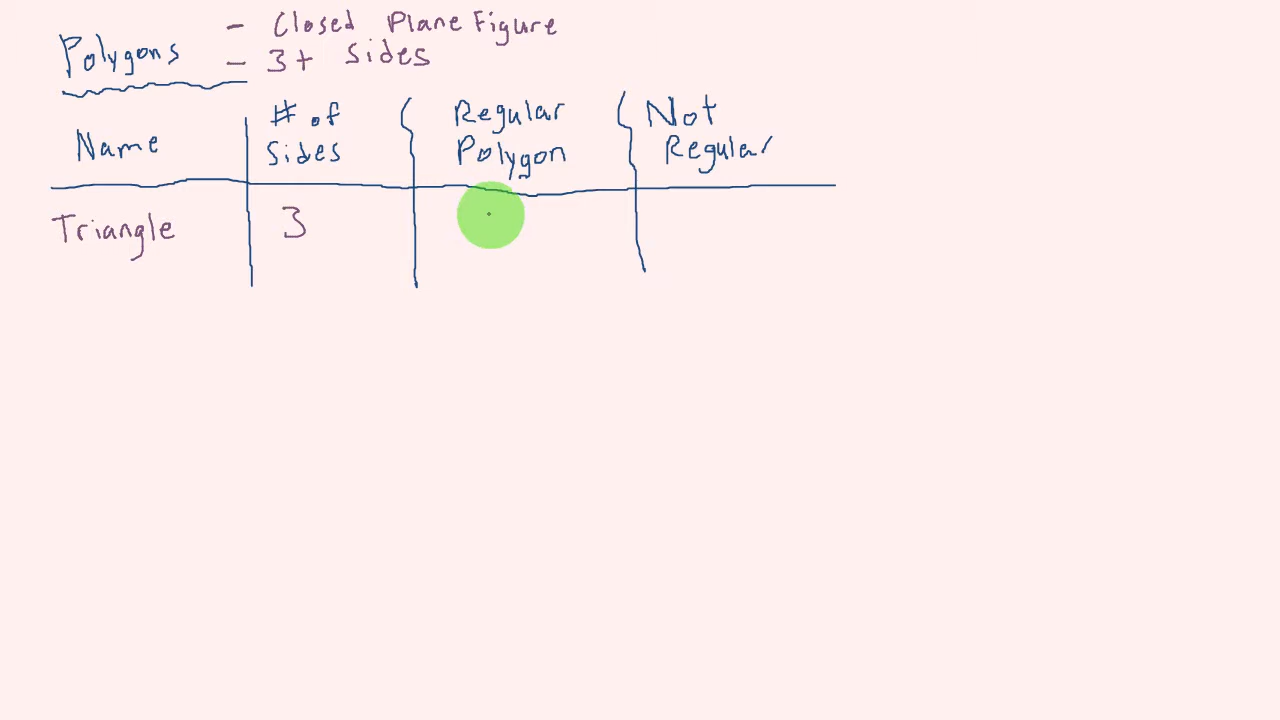 Polygons
- Closed Plane Figure
- 3+ Sides
Name
# of
Sides
Regular
Polygon
Not
Regular
Triangle
3